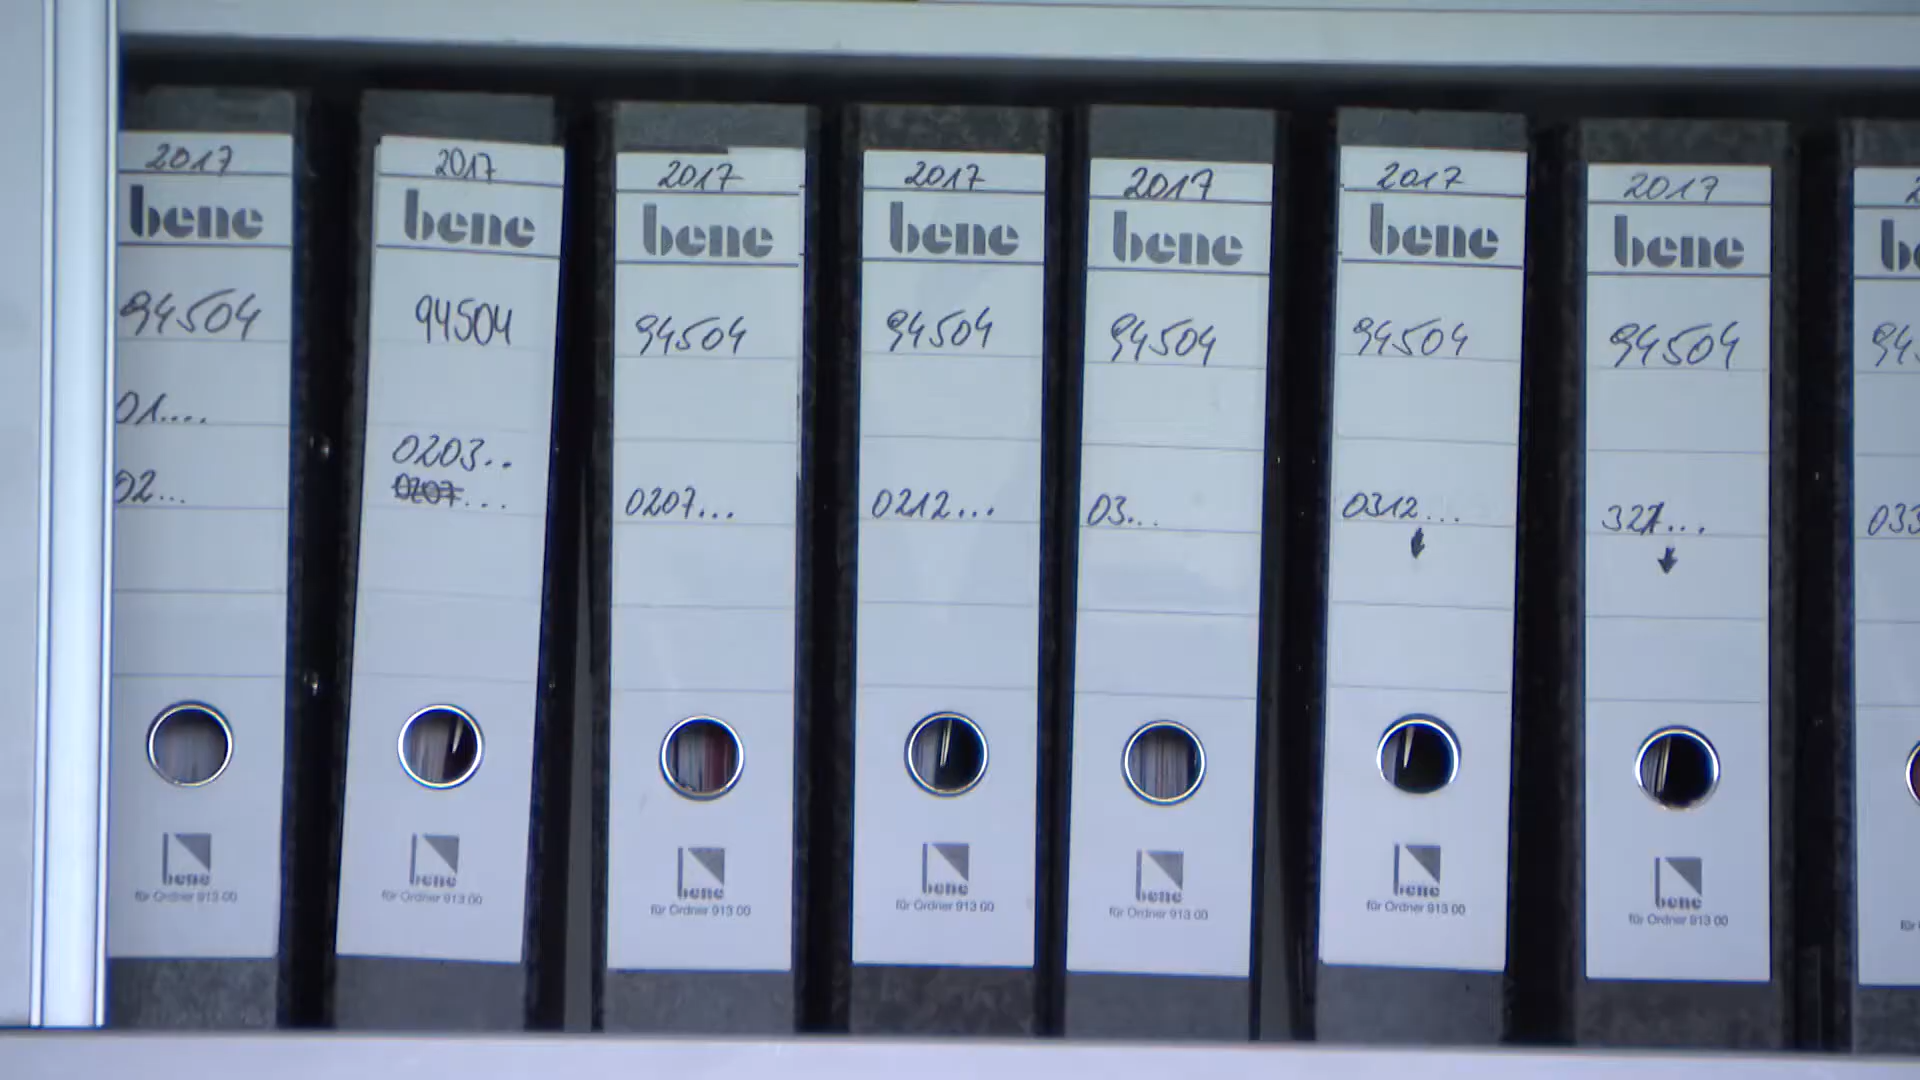 2017
bene
94504
01....
02...
bene
für Ordner 913 00
2017
bene
94504
0203..
0207...
bene
für Ordner 913 00
2017
bene
94504
0207...
bene
für Ordner 913 00
2017
bene
94504
0212...
bene
für Ordner 913 00
2017
bene
94504
03...
bene
für Ordner 913 00
2017
bene
94504
0312...
bene
für Ordner 913 00
2017
bene
94504
bene
für Ordner 913 00
033
für